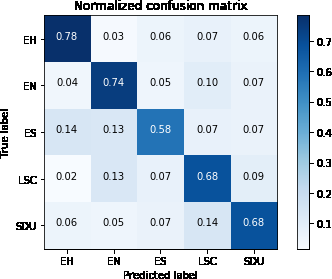 Normalized confusion matrix
EH 0.78 0.03 0.06 0.07 0.06
EN 0.04 0.74 0.05 0.10 0.07
ES 0.14 0.13 0.58 0.07 0.07
LSC 0.02 0.13 0.07 0.68 0.09
SDU 0.06 0.05 0.07 0.14 0.68
EH EN ES LSC SDU
True label
Predicted label
0.7
0.6
0.5
0.4
0.3
0.2
0.1